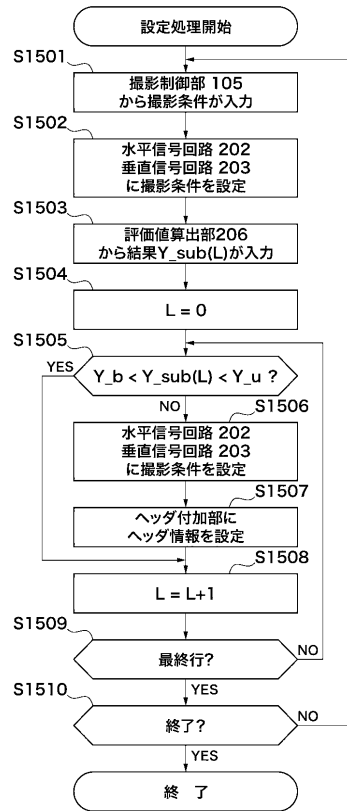 設定処理開始
S1501
撮影制御部 105
から撮影条件が入力
S1502
水平信号回路 202
垂直信号回路 203
に撮影条件を設定
S1503
評価値算出部206
から結果Y_sub(L)が入力
S1504
L = 0
S1505
YES
Y_b < Y_sub(L) < Y_u ?
NO
S1506
水平信号回路 202
垂直信号回路 203
に撮影条件を設定
S1507
ヘッダ付加部に
ヘッダ情報を設定
S1508
L = L+1
S1509
最終行?
NO
YES
S1510
終了?
NO
YES
終 了